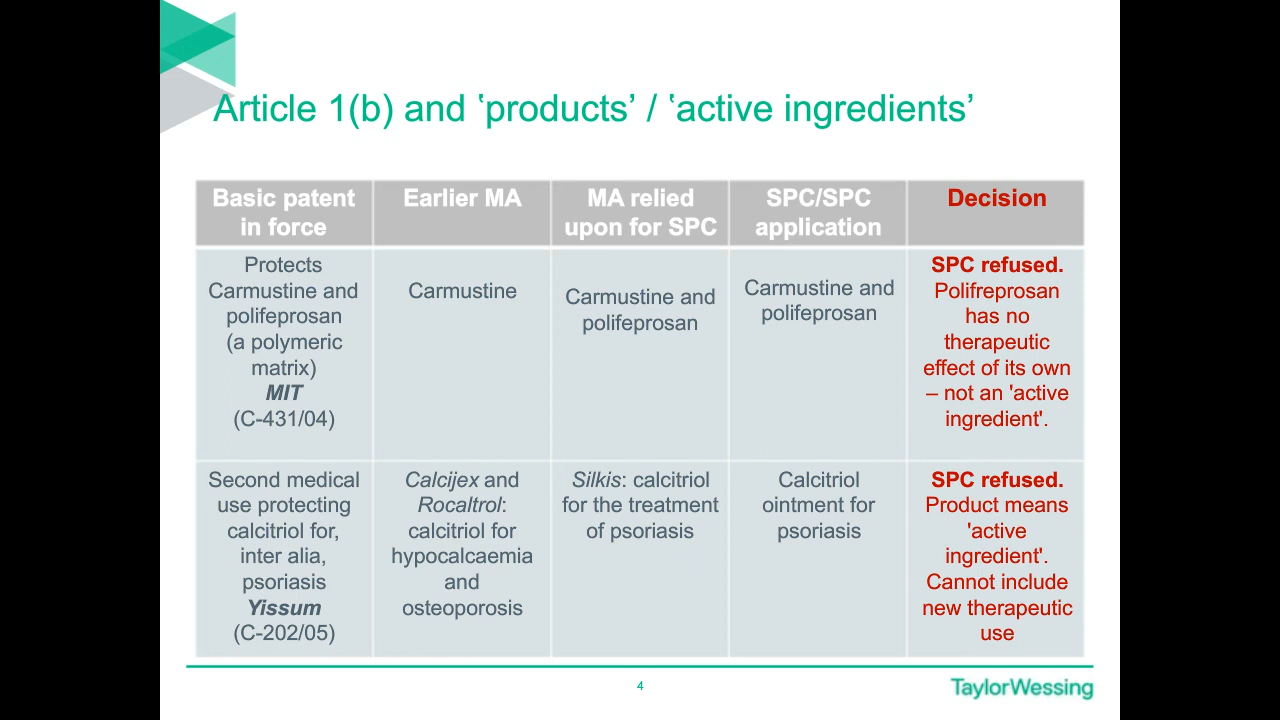 Article 1(b) and ‛products’ / ‛active ingredients’
Basic patent
in force
Earlier MA
MA relied
upon for SPC
SPC/SPC
application
Decision
Protects
Carmustine and
polifeprosan
(a polymeric
matrix)
MIT
(C-431/04)
Carmustine
Carmustine and
polifeprosan
Carmustine and
polifeprosan
SPC refused.
Polifreprosan
has no
therapeutic
effect of its own
– not an 'active
ingredient'.
Second medical
use protecting
calcitriol for,
inter alia,
psoriasis
Yissum
(C-202/05)
Calcijex and
Rocaltrol:
calcitriol for
hypocalcaemia
and
osteoporosis
Silkis: calcitriol
for the treatment
of psoriasis
Calcitriol
ointment for
psoriasis
SPC refused.
Product means
'active
ingredient'.
Cannot include
new therapeutic
use
4
TaylorWessing